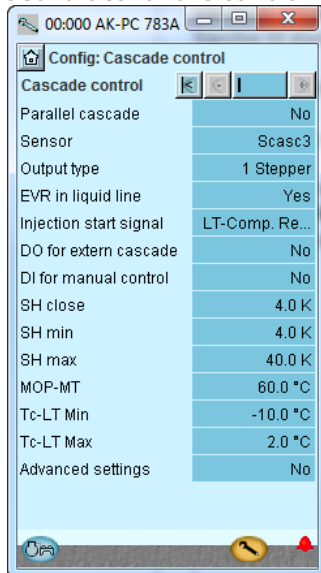 00:000 AK-PC 783A
Config: Cascade control
Cascade control
Parallel cascade No
Sensor Scasc3
Output type 1 Stepper
EVR in liquid line Yes
Injection start signal LT-Comp. Re...
DO for extern cascade No
DI for manual control No
SH close 4.0 K
SH min 4.0 K
SH max 40.0 K
MOP-MT 60.0 °C
Tc-LT Min -10.0 °C
Tc-LT Max 2.0 °C
Advanced settings No